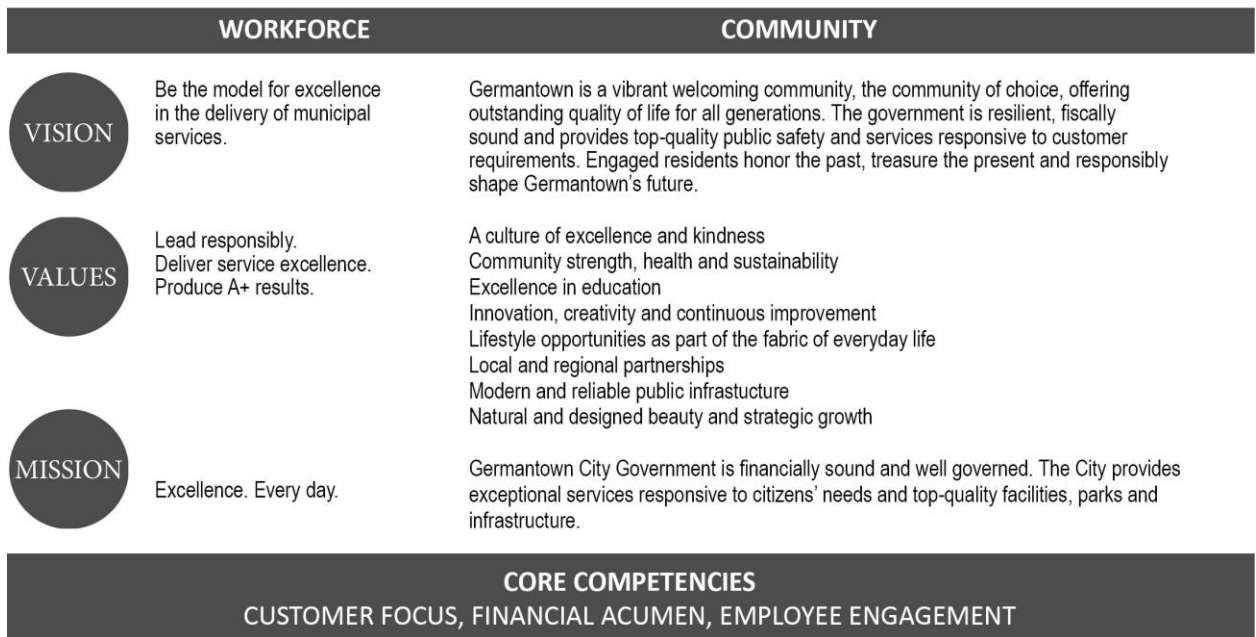 WORKFORCE COMMUNITY
VISION
Be the model for excellence
in the delivery of municipal
services.
Germantown is a vibrant welcoming community, the community of choice, offering
outstanding quality of life for all generations. The government is resilient, fiscally
sound and provides top-quality public safety and services responsive to customer
requirements. Engaged residents honor the past, treasure the present and responsibly
shape Germantown’s future.
VALUES
Lead responsibly.
Deliver service excellence.
Produce A+ results.
A culture of excellence and kindness
Community strength, health and sustainability
Excellence in education
Innovation, creativity and continuous improvement
Lifestyle opportunities as part of the fabric of everyday life
Local and regional partnerships
Modern and reliable public infrastucture
Natural and designed beauty and strategic growth
MISSION
Excellence. Every day.
Germantown City Government is financially sound and well governed. The City provides
exceptional services responsive to citizens’ needs and top-quality facilities, parks and
infrastructure.
CORE COMPETENCIES
CUSTOMER FOCUS, FINANCIAL ACUMEN, EMPLOYEE ENGAGEMENT